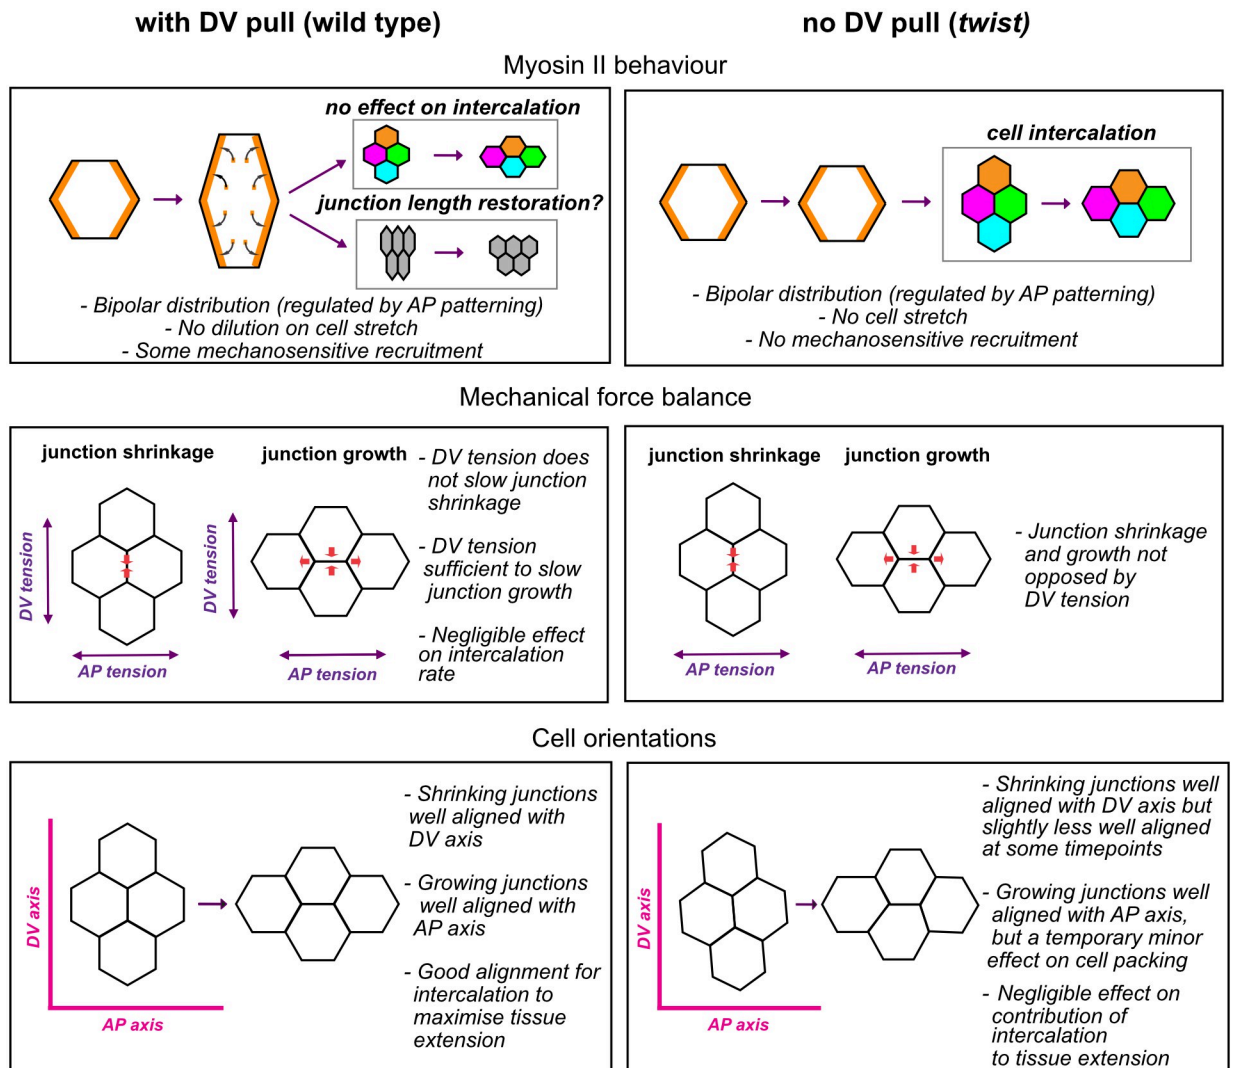 with DV pull (wild type)
no DV pull (twist)
Myosin II behaviour
no effect on intercalation
junction length restoration?
- Bipolar distribution (regulated by AP patterning)
- No dilution on cell stretch
- Some mechanosensitive recruitment
cell intercalation
- Bipolar distribution (regulated by AP patterning)
- No cell stretch
- No mechanosensitive recruitment
Mechanical force balance
junction shrinkage
junction growth
DV tension
DV tension
AP tension
AP tension
- DV tension does
not slow junction
shrinkage
- DV tension
sufficient to slow
junction growth
- Negligible effect
on intercalation
rate
junction shrinkage
junction growth
AP tension
AP tension
- Junction shrinkage
and growth not
opposed by
DV tension
Cell orientations
DV axis
AP axis
- Shrinking junctions
well aligned with
DV axis
- Growing junctions
well aligned with
AP axis
- Good alignment for
intercalation to
maximise tissue
extension
DV axis
AP axis
- Shrinking junctions well
aligned with DV axis but
slightly less well aligned
at some timepoints
- Growing junctions well
aligned with AP axis,
but a temporary minor
effect on cell packing
- Negligible effect on
contribution of
intercalation
to tissue extension